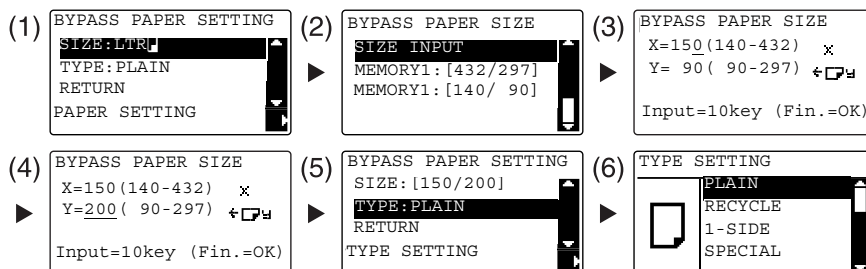 (1)
BYPASS PAPER SETTING
SIZE:LTR
TYPE:PLAIN
RETURN
PAPER SETTING
(2)
BYPASS PAPER SIZE
SIZE INPUT
MEMORY1:[432/297]
MEMORY1:[140/ 90]
(3)
BYPASS PAPER SIZE
X=150(140-432) X
Y= 90( 90-297) Y
Input=10key (Fin.=OK)
(4)
BYPASS PAPER SIZE
X=150(140-432) X
Y=200( 90-297) Y
Input=10key (Fin.=OK)
(5)
BYPASS PAPER SETTING
SIZE:[150/200]
TYPE:PLAIN
RETURN
TYPE SETTING
(6)
TYPE SETTING
PLAIN
RECYCLE
1-SIDE
SPECIAL